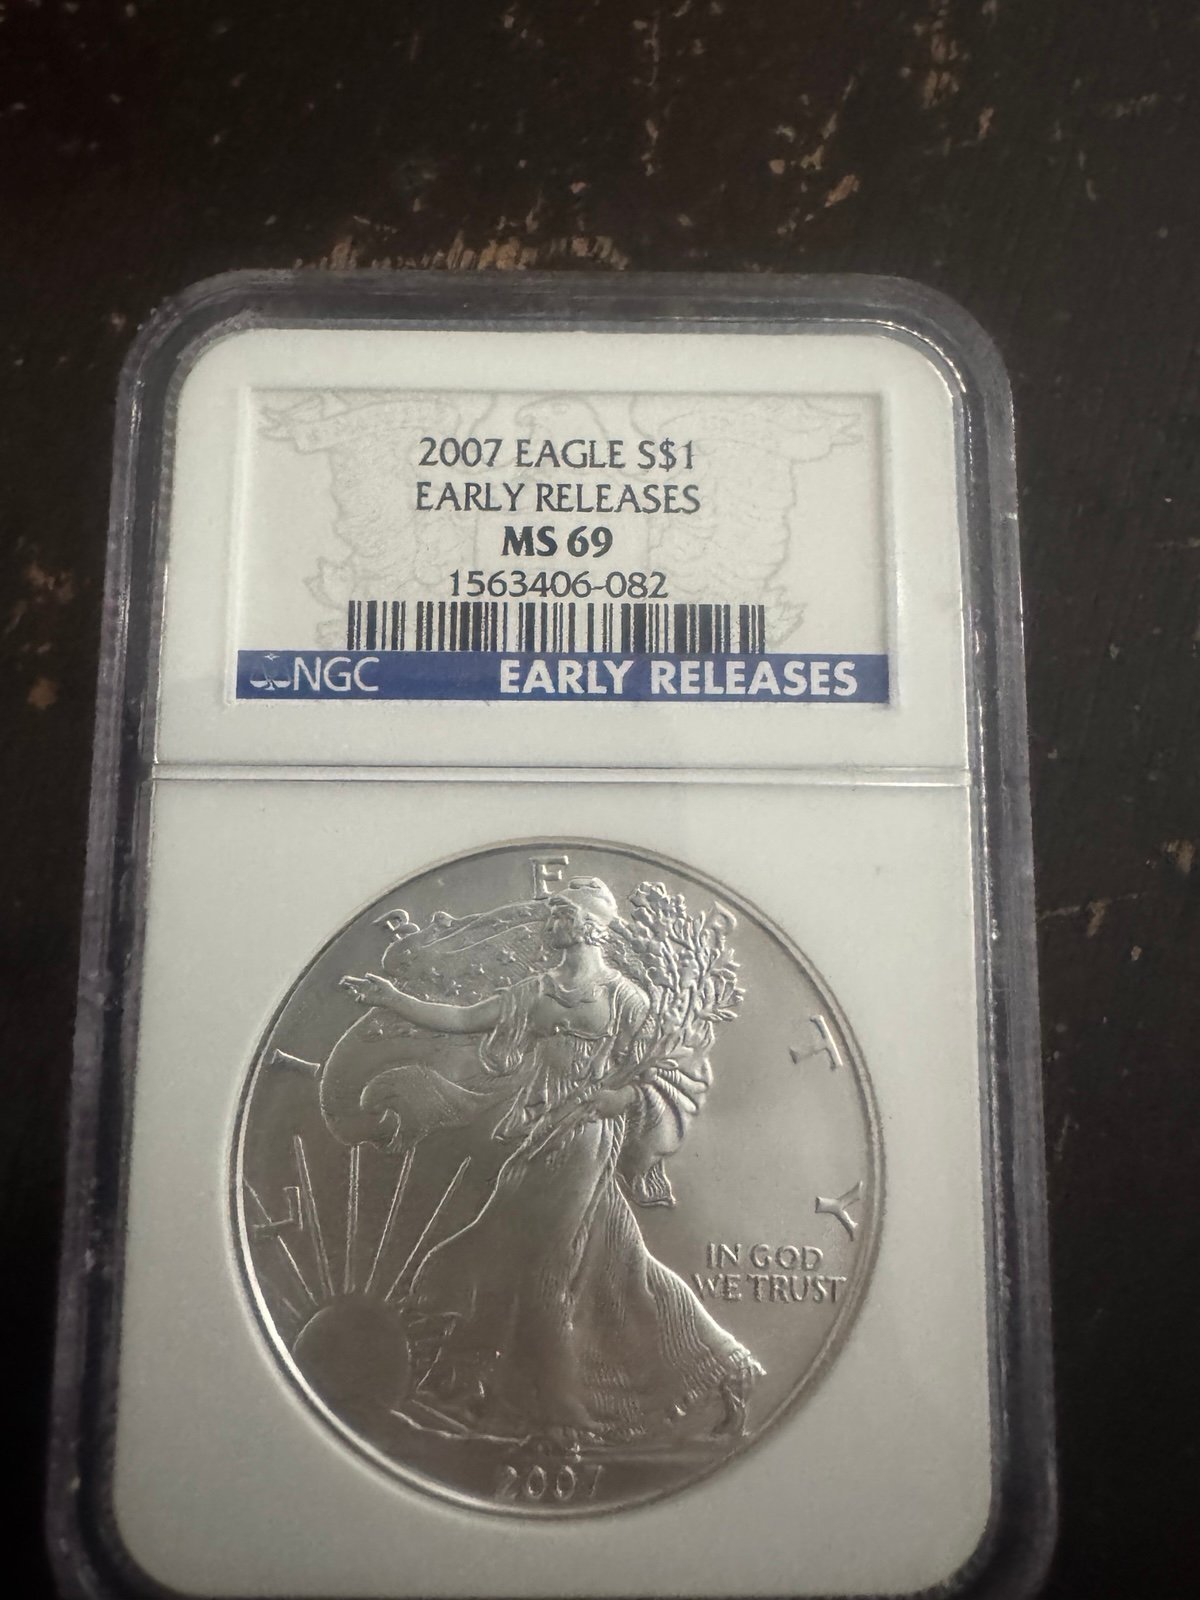 2007 EAGLE S$1
EARLY RELEASES
MS 69
1563406-082
NGC EARLY RELEASES
LIBERTY
IN GOD
WE TRUST
2007